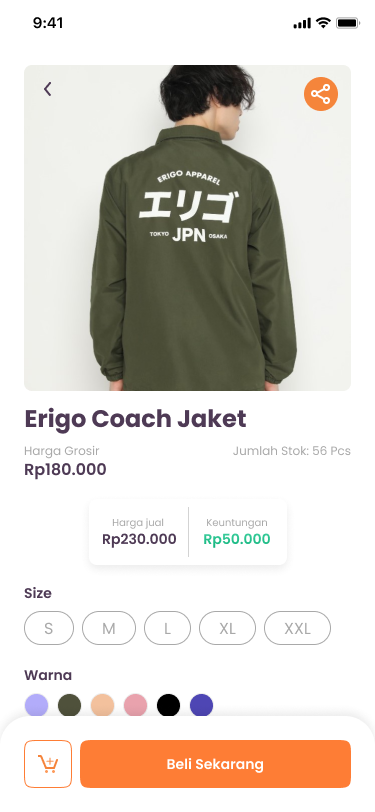 9:41
ERIGO APPAREL
エリゴ
TOKYO JPN OSAKA
Erigo Coach Jaket
Harga Grosir
Jumlah Stok: 56 Pcs
Rp180.000
Harga jual
Keuntungan
Rp230.000
Rp50.000
Size
S M L XL XXL
Warna
Beli Sekarang